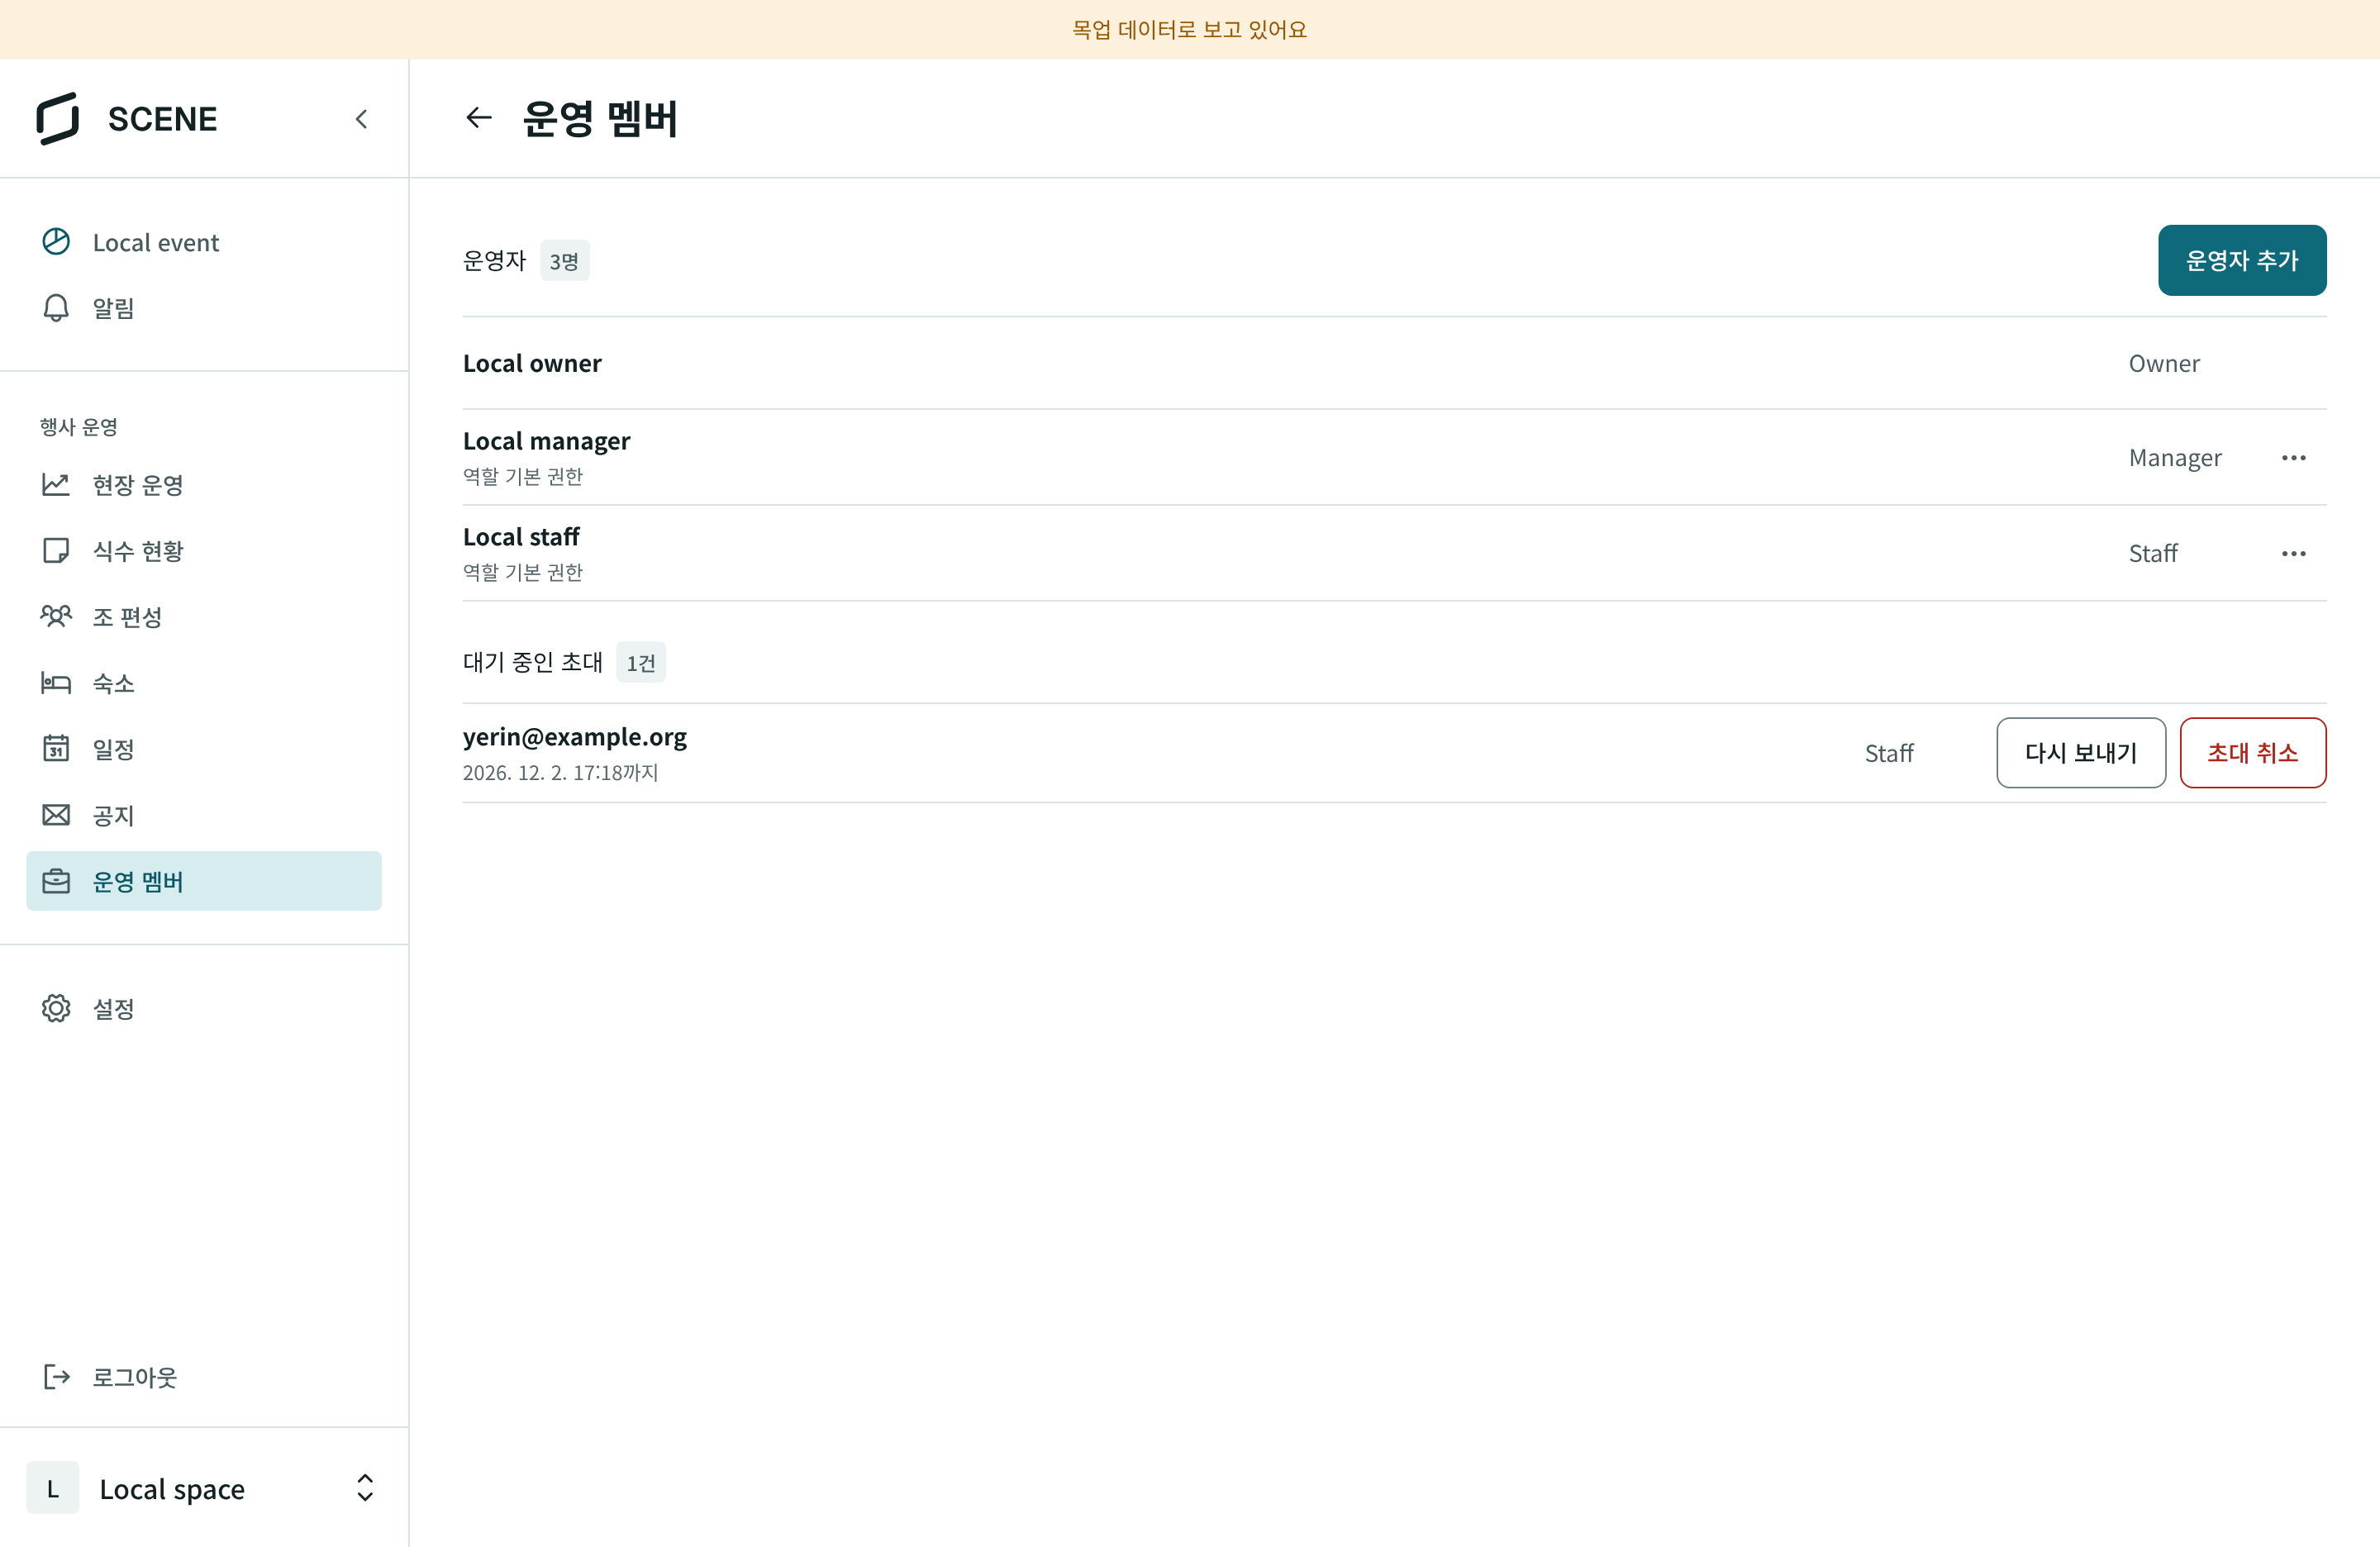 목업 데이터로 보고 있어요
SCENE
운영 멤버
Local event
알림
행사 운영
현장 운영
식수 현황
조 편성
숙소
31
일정
공지
운영 멤버
설정
로그아웃
L
Local space
운영자 3명
운영자 추가
Local owner
Owner
Local manager
역할 기본 권한
Manager
Local staff
역할 기본 권한
Staff
대기 중인 초대 1건
yerin@example.org
2026. 12. 2. 17:18까지
Staff
다시 보내기
초대 취소